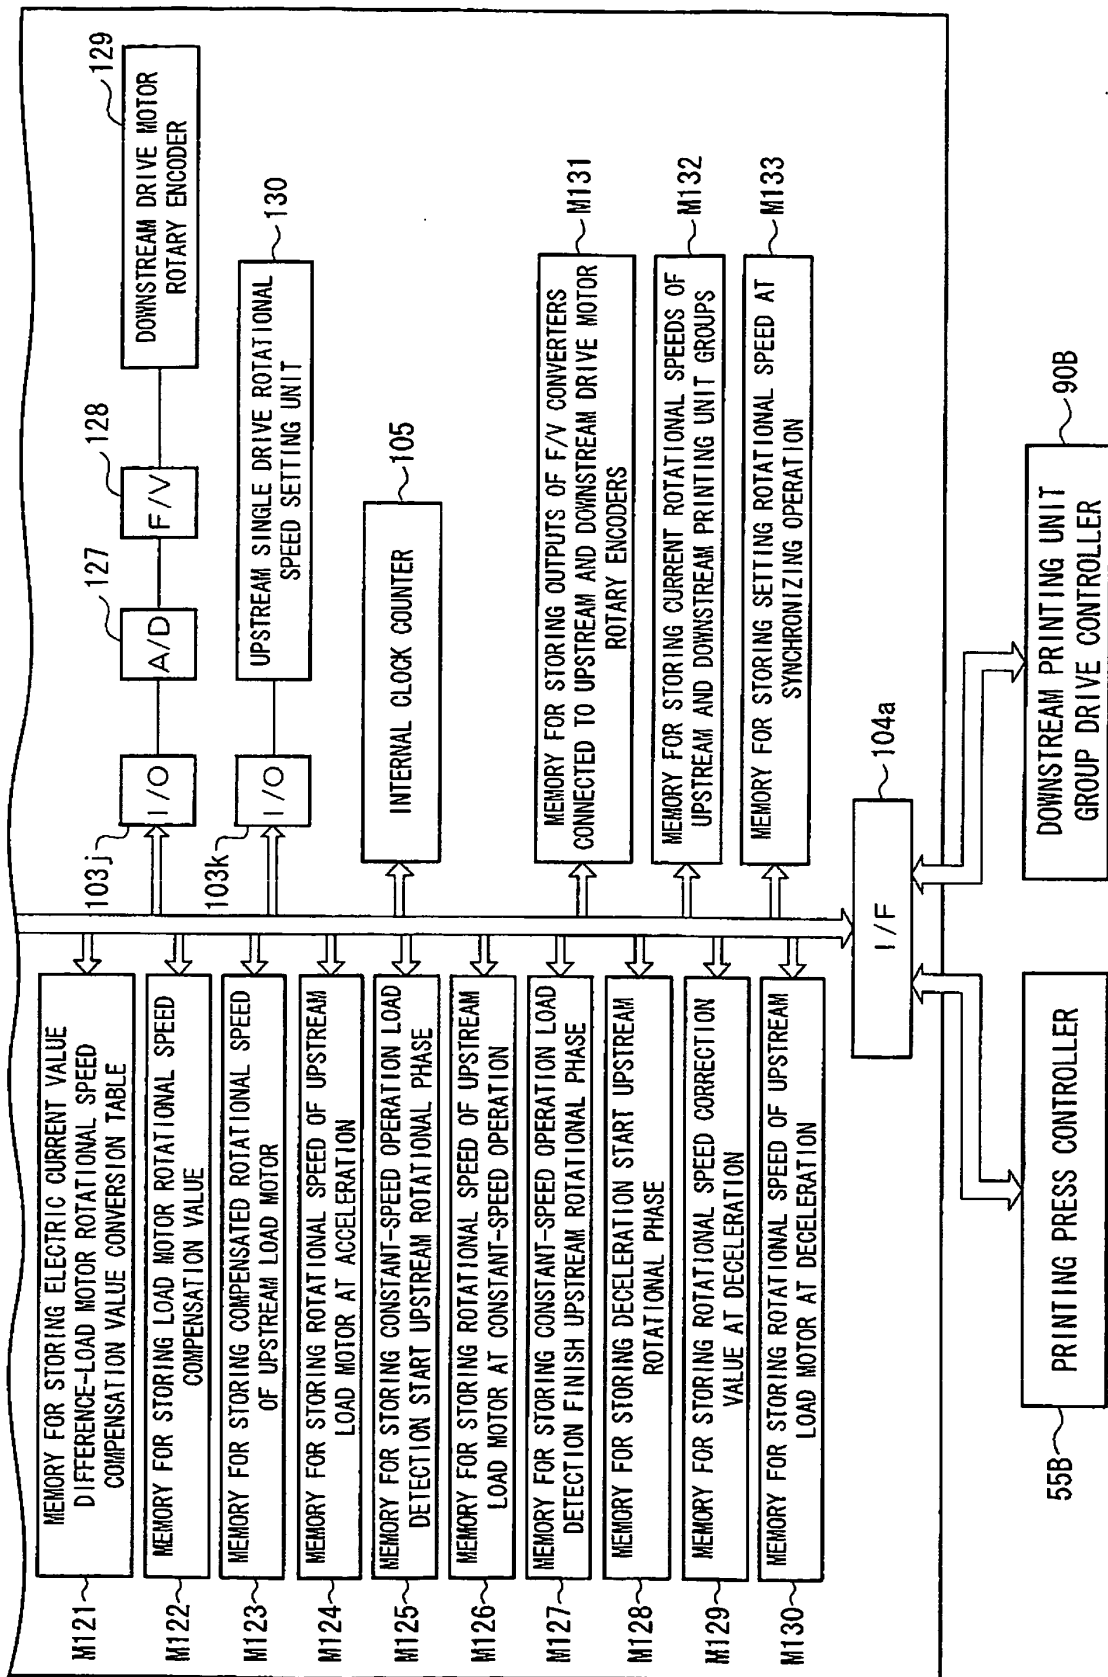 M121
MEMORY FOR STORING ELECTRIC CURRENT VALUE
DIFFERENCE-LOAD MOTOR ROTATIONAL SPEED
COMPENSATION VALUE CONVERSION TABLE
M122
MEMORY FOR STORING LOAD MOTOR ROTATIONAL SPEED
COMPENSATION VALUE
M123
MEMORY FOR STORING COMPENSATED ROTATIONAL SPEED
OF UPSTREAM LOAD MOTOR
M124
MEMORY FOR STORING ROTATIONAL SPEED OF UPSTREAM
LOAD MOTOR AT ACCELERATION
M125
MEMORY FOR STORING CONSTANT-SPEED OPERATION LOAD
DETECTION START UPSTREAM ROTATIONAL PHASE
M126
MEMORY FOR STORING ROTATIONAL SPEED OF UPSTREAM
LOAD MOTOR AT CONSTANT-SPEED OPERATION
M127
MEMORY FOR STORING CONSTANT-SPEED OPERATION LOAD
DETECTION FINISH UPSTREAM ROTATIONAL PHASE
M128
MEMORY FOR STORING DECELERATION START UPSTREAM
ROTATIONAL PHASE
M129
MEMORY FOR STORING ROTATIONAL SPEED CORRECTION
VALUE AT DECELERATION
M130
MEMORY FOR STORING ROTATIONAL SPEED OF UPSTREAM
LOAD MOTOR AT DECELERATION
103j
I/O
127
A/D
128
F/V
129
DOWNSTREAM DRIVE MOTOR
ROTARY ENCODER
103k
I/O
130
UPSTREAM SINGLE DRIVE ROTATIONAL
SPEED SETTING UNIT
105
INTERNAL CLOCK COUNTER
M131
MEMORY FOR STORING OUTPUTS OF F/V CONVERTERS
CONNECTED TO UPSTREAM AND DOWNSTREAM DRIVE MOTOR
ROTARY ENCODERS
M132
MEMORY FOR STORING CURRENT ROTATIONAL SPEEDS OF
UPSTREAM AND DOWNSTREAM PRINTING UNIT GROUPS
M133
MEMORY FOR STORING SETTING ROTATIONAL SPEED AT
SYNCHRONIZING OPERATION
104a
I/F
55B
PRINTING PRESS CONTROLLER
90B
DOWNSTREAM PRINTING UNIT
GROUP DRIVE CONTROLLER